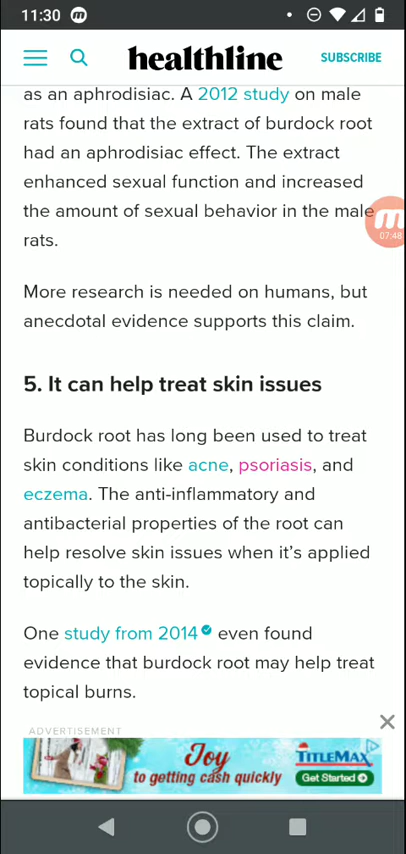 11:30
healthline
SUBSCRIBE
as an aphrodisiac. A 2012 study on male
rats found that the extract of burdock root
had an aphrodisiac effect. The extract
enhanced sexual function and increased
the amount of sexual behavior in the male
rats.
07:48
More research is needed on humans, but
anecdotal evidence supports this claim.
5. It can help treat skin issues
Burdock root has long been used to treat
skin conditions like acne, psoriasis, and
eczema. The anti-inflammatory and
antibacterial properties of the root can
help resolve skin issues when it’s applied
topically to the skin.
One study from 2014 even found
evidence that burdock root may help treat
topical burns.
ADVERTISEMENT
Joy
to getting cash quickly
TITLEMAX
Get Started